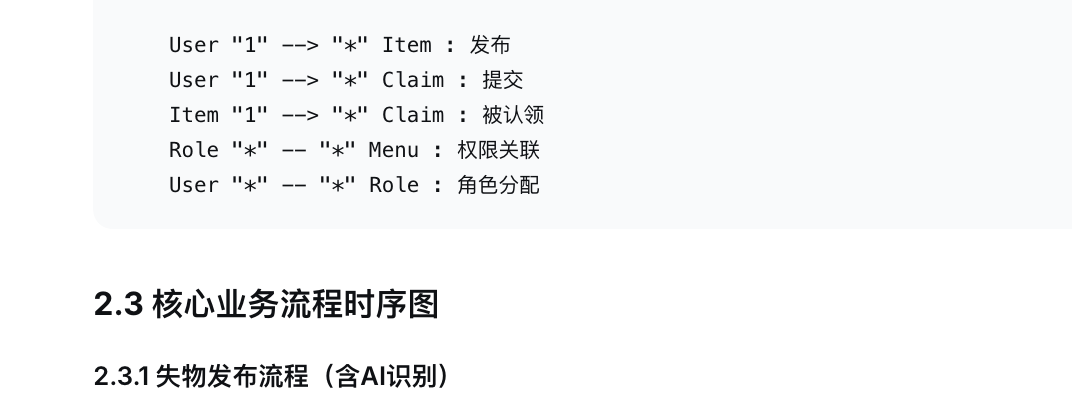 User "1" --> "*" Item : 发布
User "1" --> "*" Claim : 提交
Item "1" --> "*" Claim : 被认领
Role "*" -- "*" Menu : 权限关联
User "*" -- "*" Role : 角色分配
2.3 核心业务流程时序图
2.3.1 失物发布流程（含AI识别）